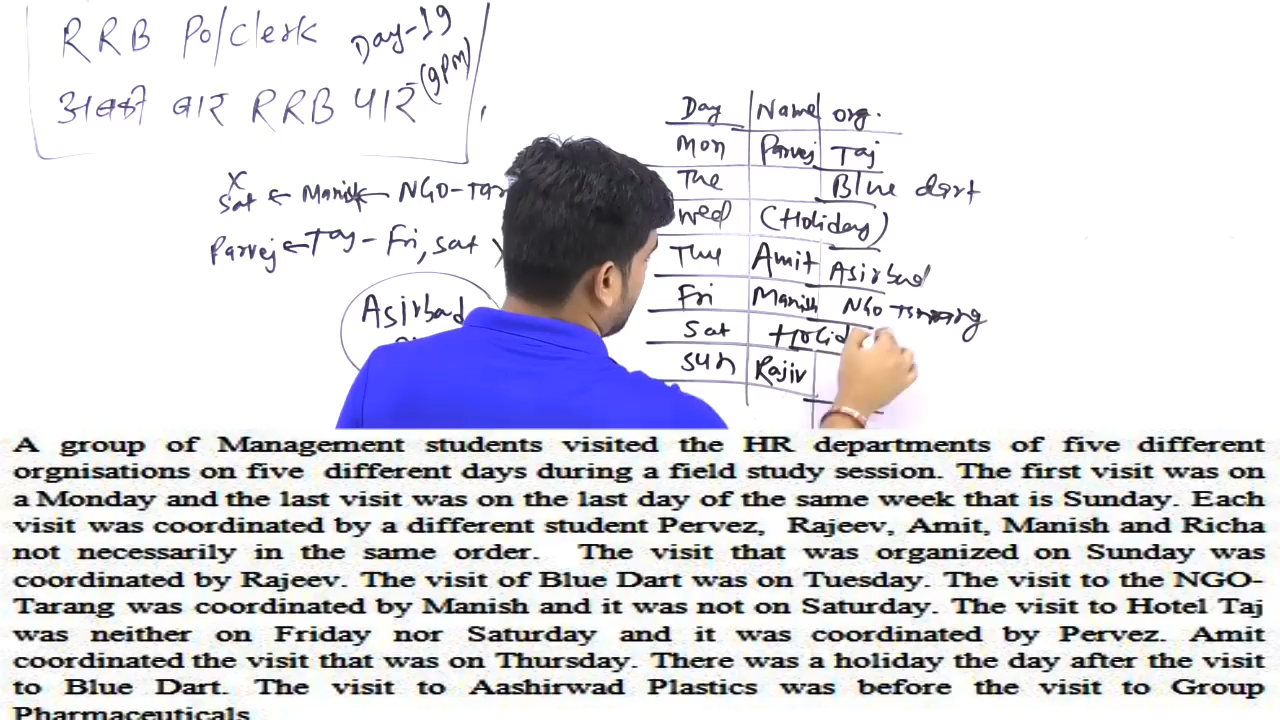 RRB Po/Clerk Day-19
अबकी बार RRB पार (9PM)
Day Name org.
Mon Parvej Taj
The Blue dart
Wed (Holiday)
Thu Amit Asirbad
Fri Manish NGO-
Sat Holid
Sun Rajiv
x
Sat ← Manish ← NGO-Tar
Parvej ← Taj - Fri, Sat
Asirbad
A group of Management students visited the HR departments of five different
orgnisations on five different days during a field study session. The first visit was on
a Monday and the last visit was on the last day of the same week that is Sunday. Each
visit was coordinated by a different student Pervez, Rajeev, Amit, Manish and Richa
not necessarily in the same order. The visit that was organized on Sunday was
coordinated by Rajeev. The visit of Blue Dart was on Tuesday. The visit to the NGO-
Tarang was coordinated by Manish and it was not on Saturday. The visit to Hotel Taj
was neither on Friday nor Saturday and it was coordinated by Pervez. Amit
coordinated the visit that was on Thursday. There was a holiday the day after the visit
to Blue Dart. The visit to Aashirwad Plastics was before the visit to Group
Pharmaceuticals